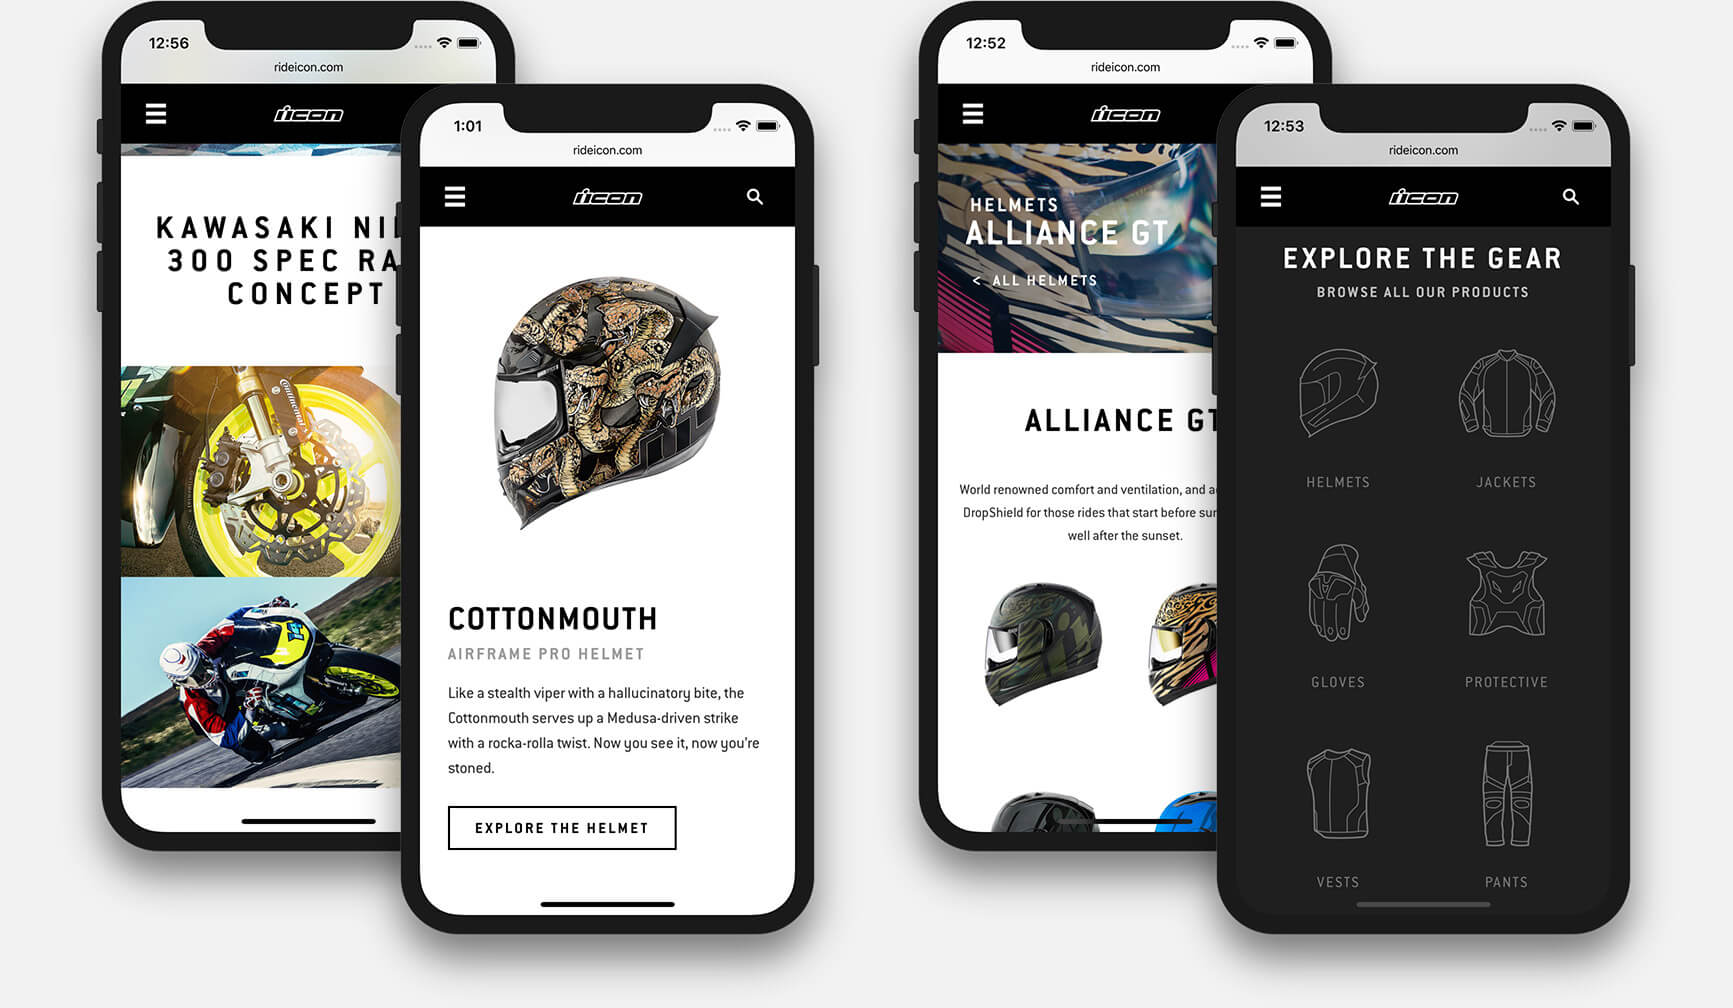 12:56
rideicon.com
icon
KAWASAKI NI
300 SPEC RA
CONCEPT
Continental
14
1:01
rideicon.com
icon
COTTONMOUTH
AIRFRAME PRO HELMET
Like a stealth viper with a hallucinatory bite, the
Cottonmouth serves up a Medusa-driven strike
with a rocka-rolla twist. Now you see it, now you're
stoned.
EXPLORE THE HELMET
12:52
rideicon.com
icon
HELMETS
ALLIANCE GT
< ALL HELMETS
ALLIANCE GT
World renowned comfort and ventilation, and a
DropShield for those rides that start before sun
well after the sunset.
12:53
rideicon.com
icon
EXPLORE THE GEAR
BROWSE ALL OUR PRODUCTS
HELMETS
JACKETS
GLOVES
PROTECTIVE
VESTS
PANTS